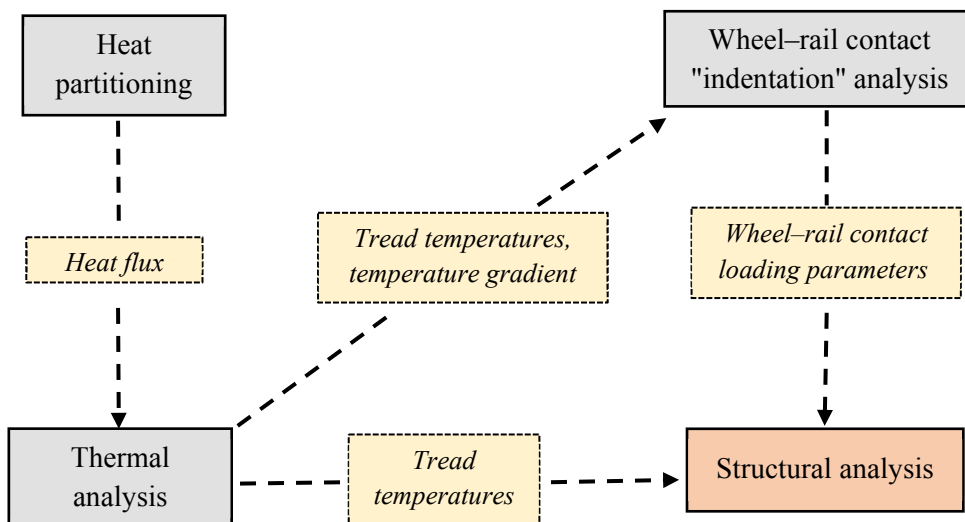 Heat
partitioning
Wheel–rail contact
"indentation" analysis
Heat flux
Tread temperatures,
temperature gradient
Wheel–rail contact
loading parameters
Thermal
analysis
Tread
temperatures
Structural analysis